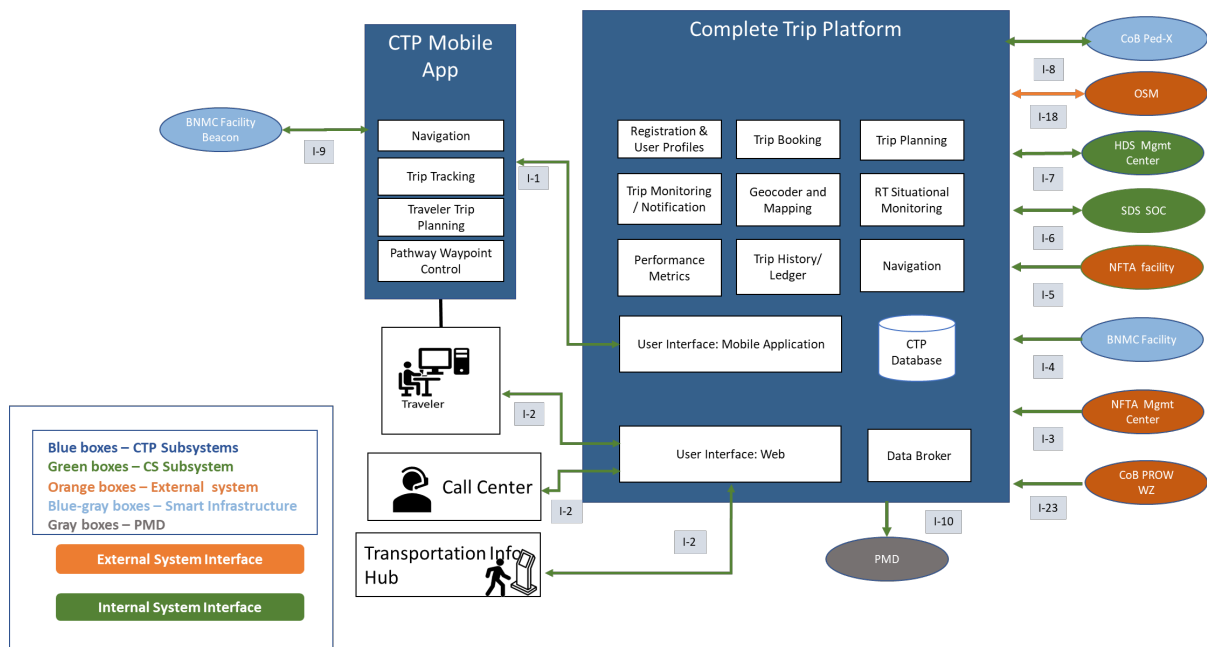 CTP Mobile
App
Navigation
Trip Tracking
Traveler Trip
Planning
Pathway Waypoint
Control
BNMC Facility
Beacon
I-9
I-1
Traveler
I-2
Call Center
I-2
Transportation Info
Hub
I-2
Complete Trip Platform
Registration &
User Profiles
Trip Booking
Trip Planning
Trip Monitoring
/ Notification
Geocoder and
Mapping
RT Situational
Monitoring
Performance
Metrics
Trip History/
Ledger
Navigation
User Interface: Mobile Application
CTP
Database
User Interface: Web
Data Broker
I-10
PMD
CoB Ped-X
I-8
OSM
I-18
HDS Mgmt
Center
I-7
SDS SOC
I-6
NFTA facility
I-5
BNMC Facility
I-4
NFTA Mgmt
Center
I-3
CoB PROW
WZ
I-23
Blue boxes – CTP Subsystems
Green boxes – CS Subsystem
Orange boxes – External system
Blue-gray boxes – Smart Infrastructure
Gray boxes – PMD
External System Interface
Internal System Interface